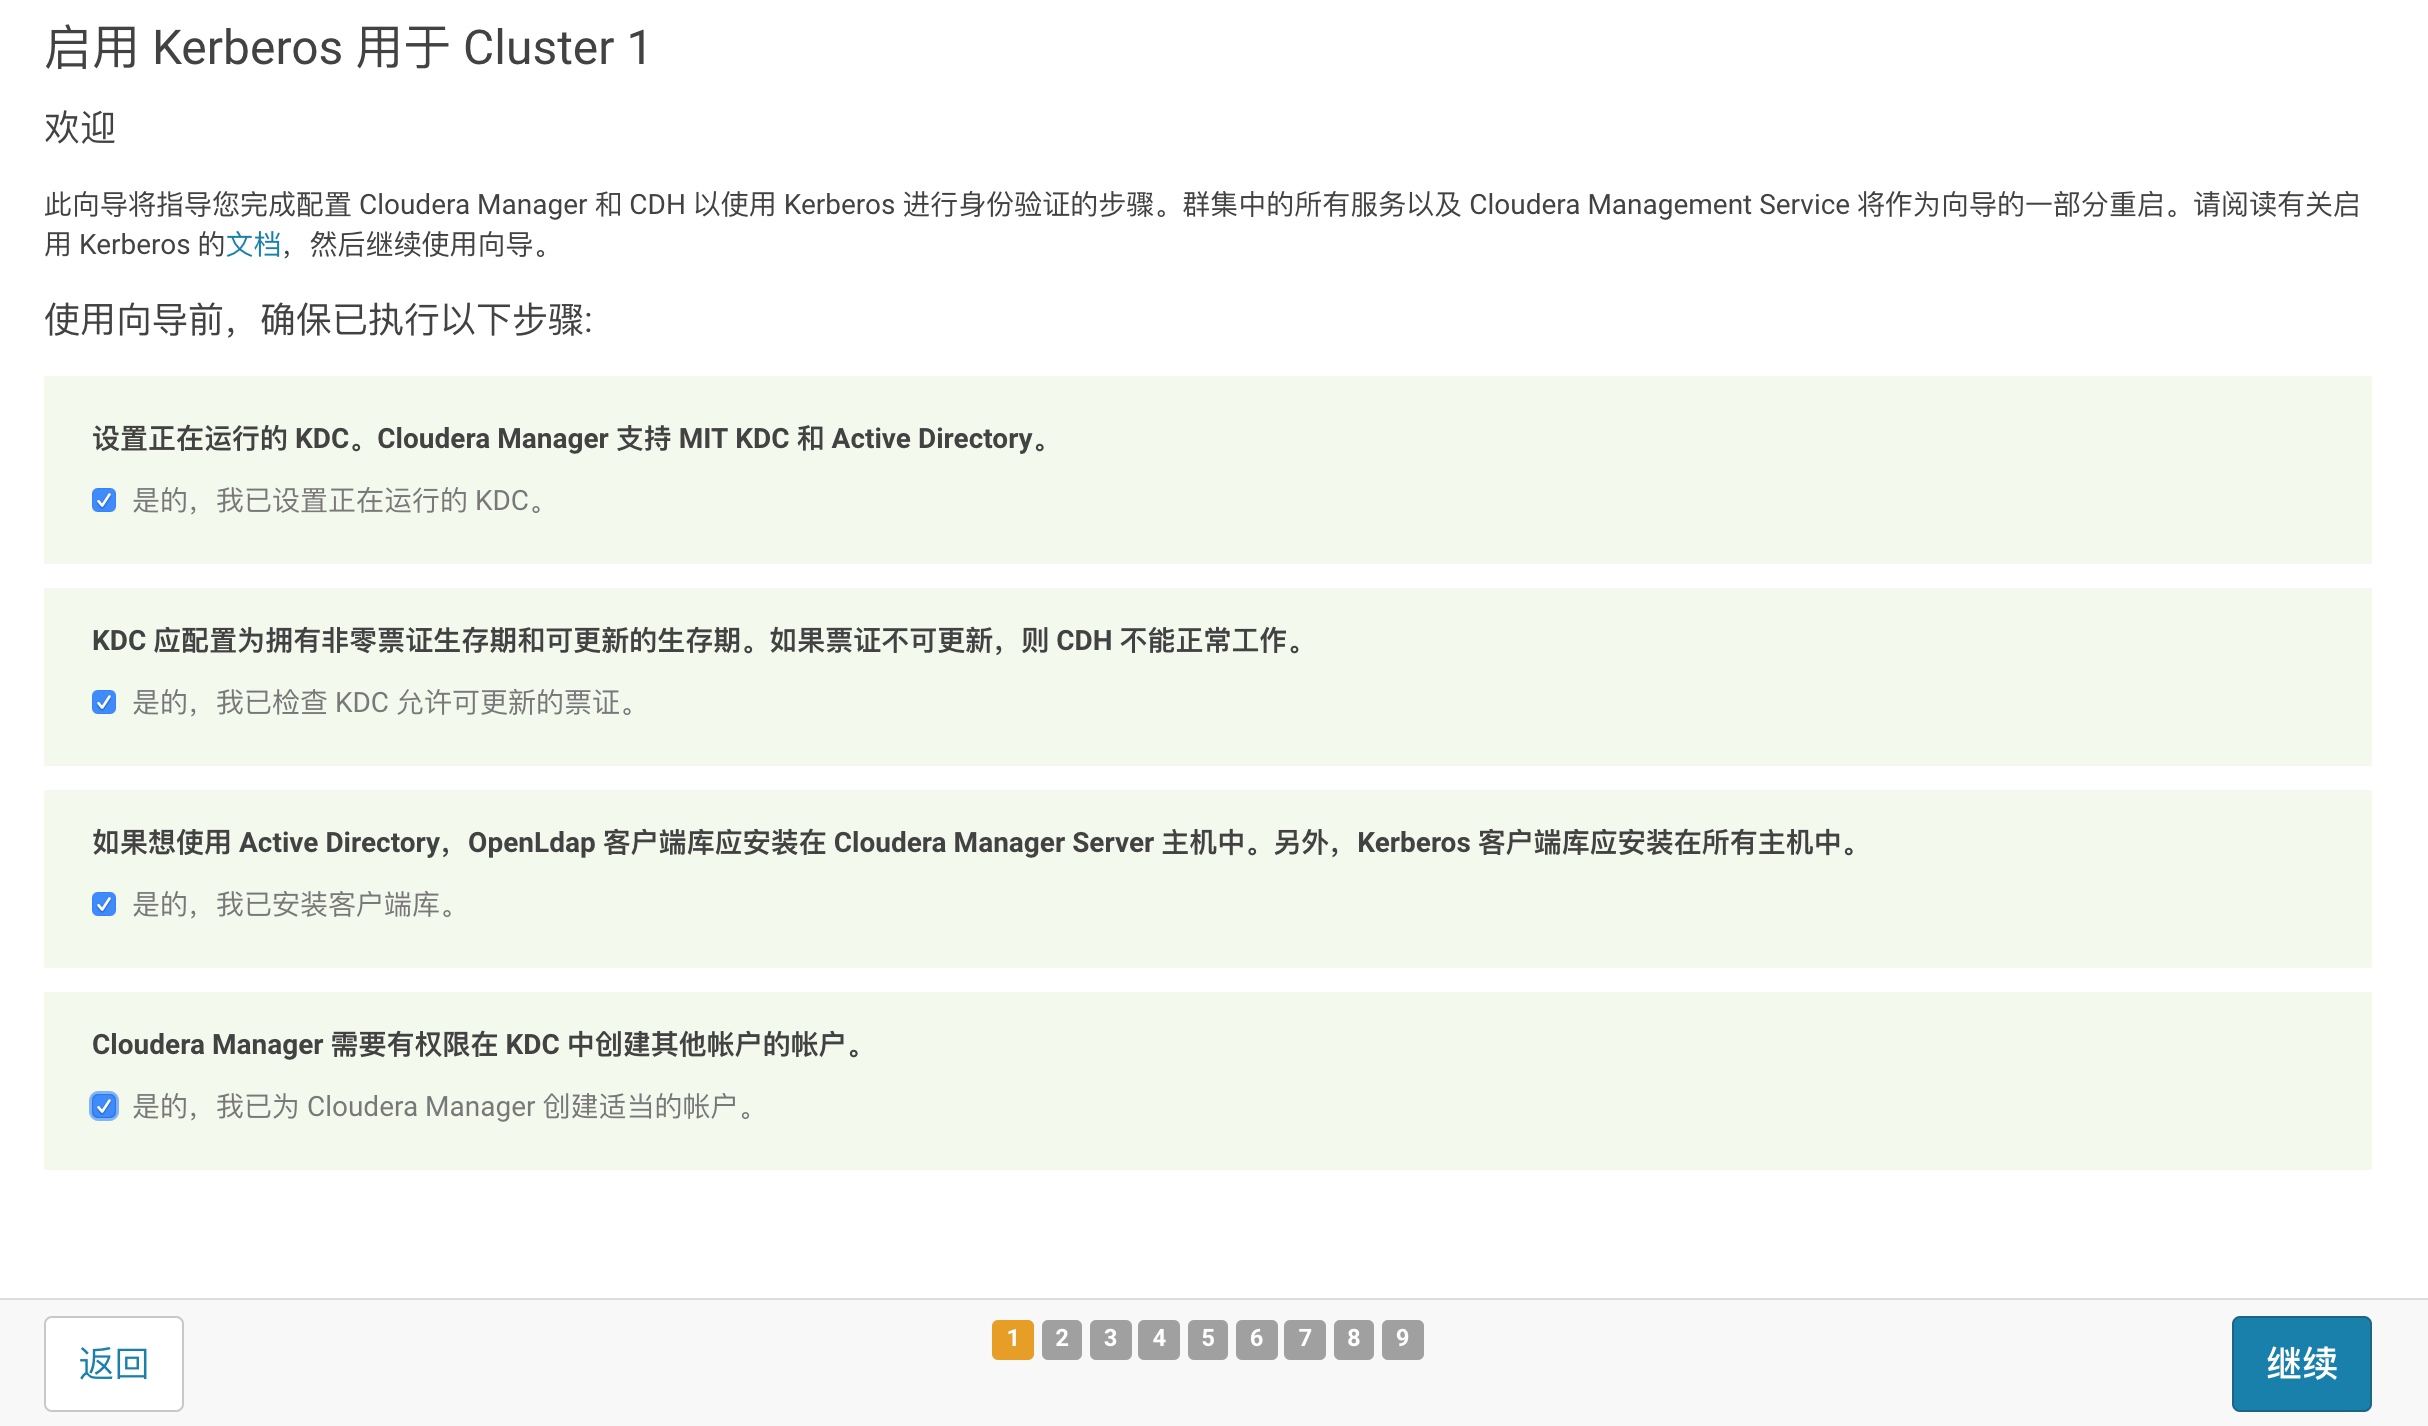 启用 Kerberos 用于 Cluster 1
欢迎
此向导将指导您完成配置 Cloudera Manager 和 CDH 以使用 Kerberos 进行身份验证的步骤。群集中的所有服务以及 Cloudera Management Service 将作为向导的一部分重启。请阅读有关启
用 Kerberos 的文档，然后继续使用向导。
使用向导前，确保已执行以下步骤:
设置正在运行的 KDC。Cloudera Manager 支持 MIT KDC 和 Active Directory。
是的，我已设置正在运行的 KDC。
KDC 应配置为拥有非零票证生存期和可更新的生存期。如果票证不可更新，则 CDH 不能正常工作。
是的，我已检查 KDC 允许可更新的票证。
如果想使用 Active Directory，OpenLdap 客户端库应安装在 Cloudera Manager Server 主机中。另外，Kerberos 客户端库应安装在所有主机中。
是的，我已安装客户端库。
Cloudera Manager 需要有权限在 KDC 中创建其他帐户的帐户。
是的，我已为 Cloudera Manager 创建适当的帐户。
返回 1 2 3 4 5 6 7 8 9 继续